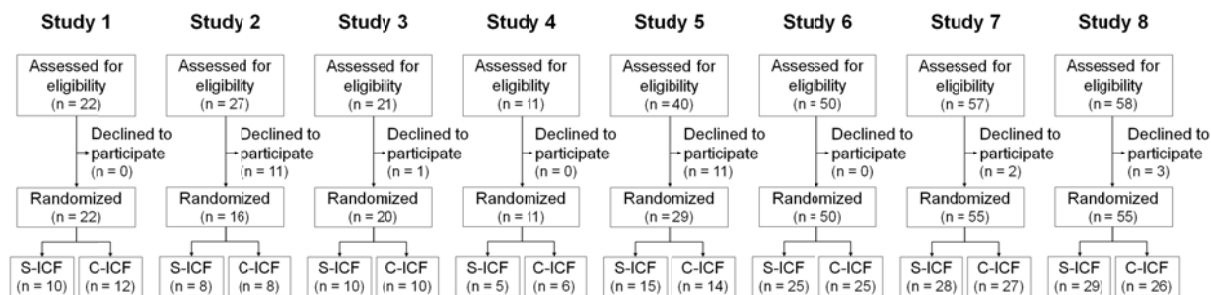 Study 1
Assessed for
eligibility
(n = 22)
Declined to
participate
(n = 0)
Randomized
(n = 22)
S-ICF
(n = 10)
C-ICF
(n = 12)
Study 2
Assessed for
eligibility
(n = 27)
Declined to
participate
(n = 11)
Randomized
(n = 16)
S-ICF
(n = 8)
C-ICF
(n = 8)
Study 3
Assessed for
eligibility
(n = 21)
Declined to
participate
(n = 1)
Randomized
(n = 20)
S-ICF
(n = 10)
C-ICF
(n = 10)
Study 4
Assessed for
eligibility
(n = 11)
Declined to
participate
(n = 0)
Randomized
(n = 11)
S-ICF
(n = 5)
C-ICF
(n = 6)
Study 5
Assessed for
eligibility
(n = 40)
Declined to
participate
(n = 11)
Randomized
(n = 29)
S-ICF
(n = 15)
C-ICF
(n = 14)
Study 6
Assessed for
eligibility
(n = 50)
Declined to
participate
(n = 0)
Randomized
(n = 50)
S-ICF
(n = 25)
C-ICF
(n = 25)
Study 7
Assessed for
eligibility
(n = 57)
Declined to
participate
(n = 2)
Randomized
(n = 55)
S-ICF
(n = 28)
C-ICF
(n = 27)
Study 8
Assessed for
eligibility
(n = 58)
Declined to
participate
(n = 3)
Randomized
(n = 55)
S-ICF
(n = 29)
C-ICF
(n = 26)